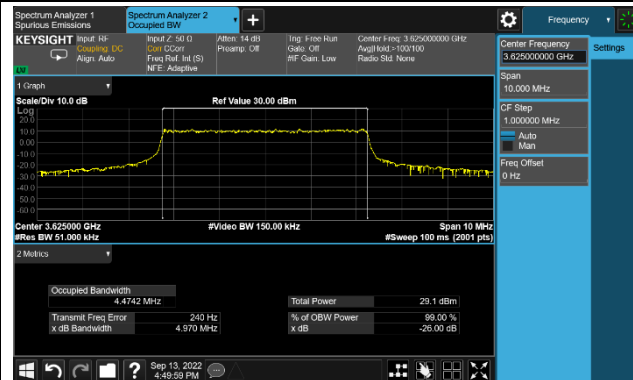 Spectrum Analyzer 1
Spurious Emissions
Spectrum Analyzer 2
Occupied BW
+
Frequency
KEYSIGHT
Input: RF
Coupling: DC
Align: Auto
Input Z: 50 Ω
Corr CCorr
Freq Ref: Int (S)
NFE: Adaptive
Atten: 14 dB
Preamp: Off
Trig: Free Run
Gate: Off
#IF Gain: Low
Center Freq: 3.625000000 GHz
Avg|Hold:>100/100
Radio Std: None
Center Frequency
3.625000000 GHz
Settings
Span
10.000 MHz
CF Step
1.000000 MHz
Auto
Man
Freq Offset
0 Hz
1 Graph
Scale/Div 10.0 dB
Ref Value 30.00 dBm
Log
20.0
10.0
0.00
-10.0
-20.0
-30.0
-40.0
-50.0
-60.0
Center 3.625000 GHz
#Video BW 150.00 kHz
Span 10 MHz
#Res BW 51.000 kHz
#Sweep 100 ms (2001 pts)
2 Metrics
Occupied Bandwidth
4.4742 MHz
Total Power
29.1 dBm
Transmit Freq Error
240 Hz
% of OBW Power
99.00 %
x dB Bandwidth
4.970 MHz
x dB
-26.00 dB
?
Sep 13, 2022
4:49:59 PM